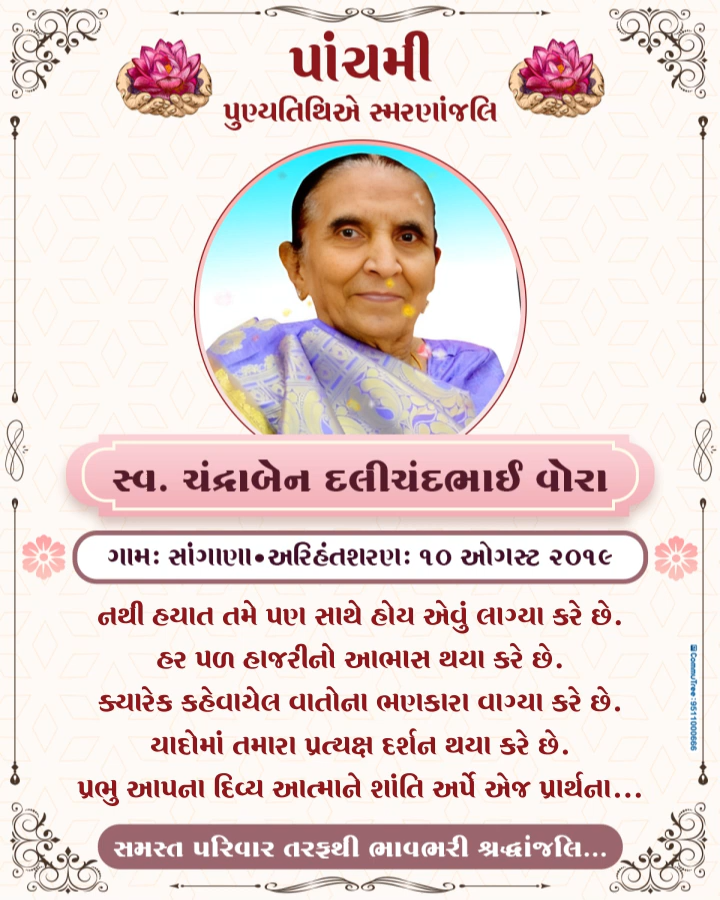 પાંચમી
પુણ્યતિથિએ સ્મરણાંજલિ
સ્વ. ચંદ્રાબેન દલીચંદભાઈ વોરા
ગામ: સાંગાણા•અરિહંતશરણ: ૧૦ ઓગસ્ટ ૨૦૧૯
નથી હયાત તમે પણ સાથે હોય એવું લાગ્યા કરે છે.
હર પળ હાજરીનો આભાસ થયા કરે છે.
ક્યારેક કહેવાયેલ વાતોના ભણકારા વાગ્યા કરે છે.
યાદોમાં તમારા પ્રત્યક્ષ દર્શન થયા કરે છે.
પ્રભુ આપના દિવ્ય આત્માને શાંતિ અર્પે એજ પ્રાર્થના...
સમસ્ત પરિવાર તરફથી ભાવભરી શ્રદ્ધાંજલિ...
CommuTree: 9511000666